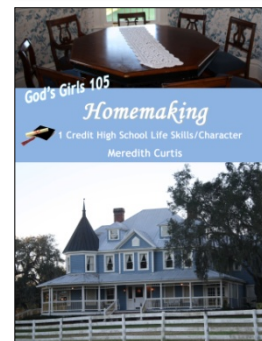 God's Girls 105
Homemaking
1 Credit High School Life Skills/Character
Meredith Curtis